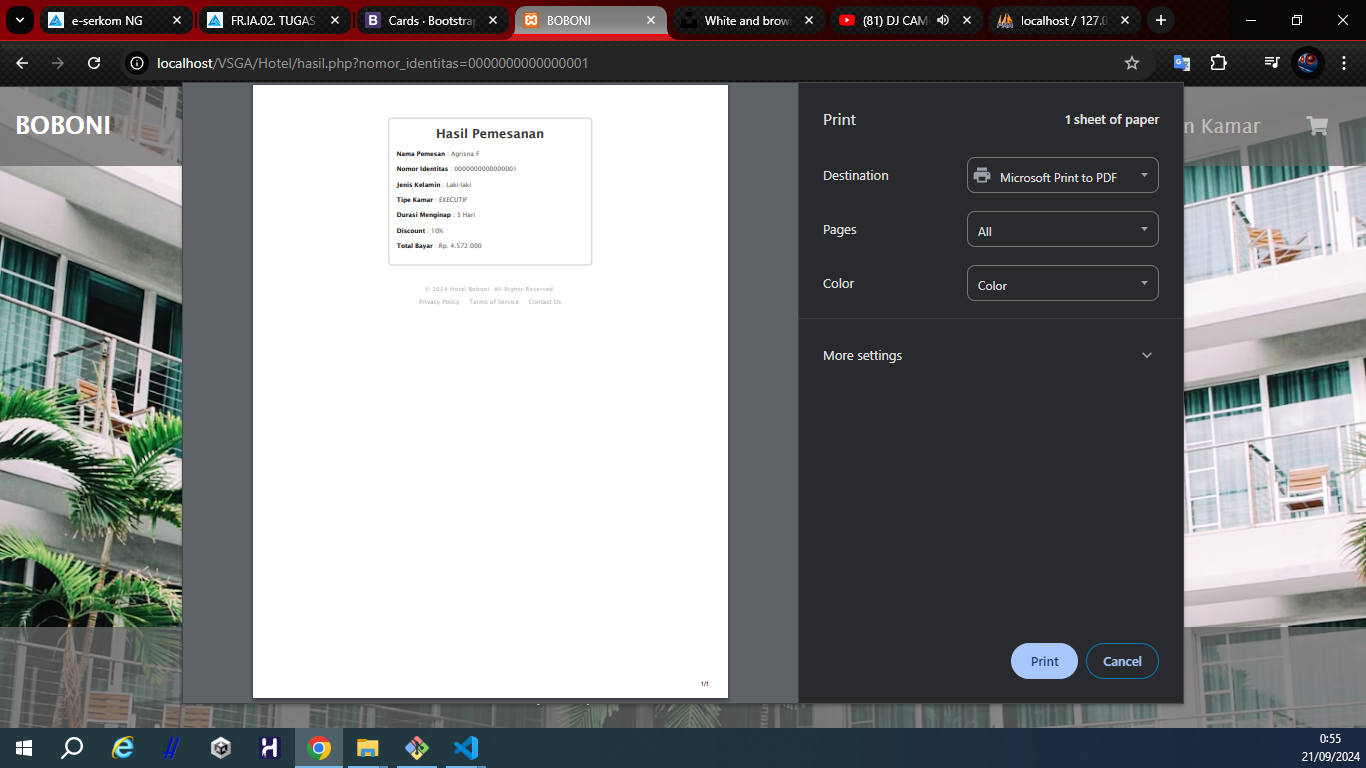 e-serkom NG
FR.IA.02. TUGAS
Cards · Bootstrap
BOBONI
White and brow
(81) DJ CAM
localhost / 127.0
localhost/VSGA/Hotel/hasil.php?nomor_identitas=0000000000000001
BOBONI
n Kamar
Hasil Pemesanan
Nama Pemesan : Agrisna F
Nomor Identitas : 0000000000000001
Jenis Kelamin : Laki-laki
Tipe Kamar : EXECUTIF
Durasi Menginap : 5 Hari
Discount : 10%
Total Bayar : Rp. 4.572.000
© 2024 Hotel Boboni. All Rights Reserved.
Privacy Policy Terms of Service Contact Us
1/1
Print
1 sheet of paper
Destination
Microsoft Print to PDF
Pages
All
Color
Color
More settings
Print
Cancel
0:55
21/09/2024